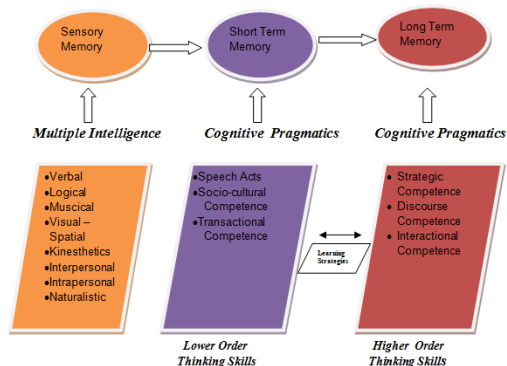 Sensory
Memory
Short Term
Memory
Long Term
Memory
Multiple Intelligence
Cognitive Pragmatics
Cognitive Pragmatics
•Verbal
•Logical
•Muscical
•Visual –
Spatial
•Kinesthetics
•Interpersonal
•Intrapersonal
•Naturalistic
•Speech Acts
•Socio-cultural
Competence
•Transactional
Competence
Learning
Strategies
• Strategic
Competence
• Discourse
Competence
• Interactional
Competence
Lower Order
Thinking Skills
Higher Order
Thinking Skills